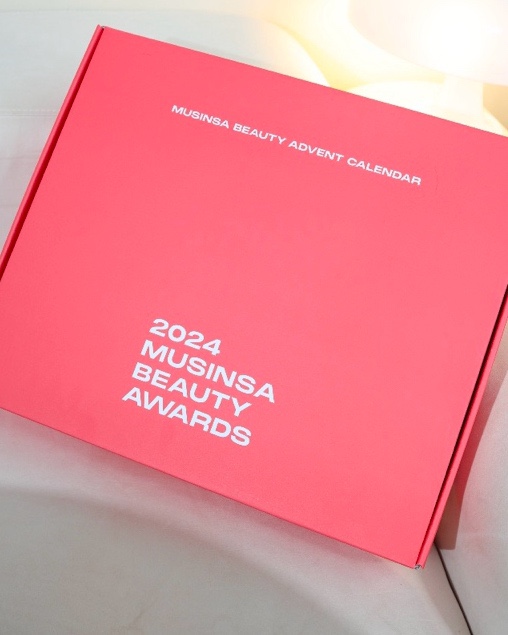 MUSINSA BEAUTY ADVENT CALENDAR
2024
MUSINSA
BEAUTY
AWARDS